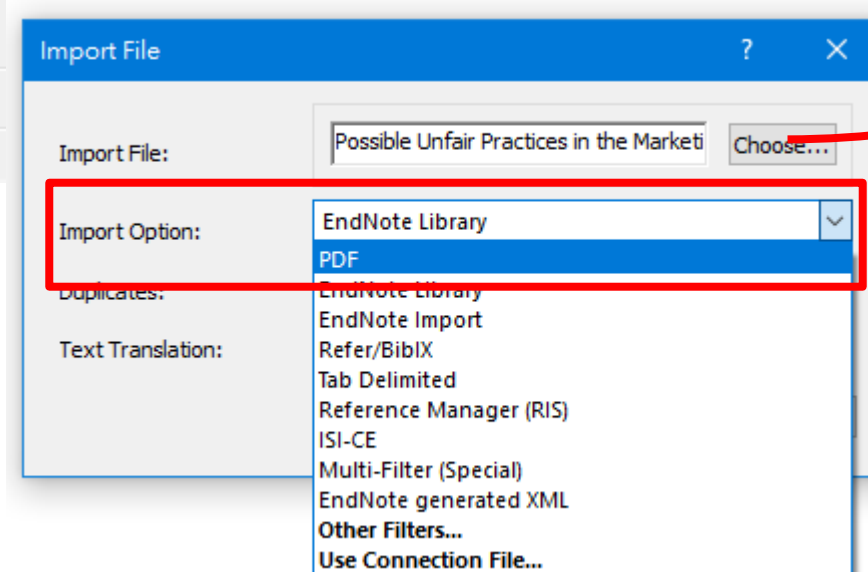 Import File
Import File:
Possible Unfair Practices in the Marketi
Choose...
Import Option:
EndNote Library
PDF
Duplicates:
EndNote Library
EndNote Import
Text Translation:
Refer/BibIX
Tab Delimited
Reference Manager (RIS)
ISI-CE
Multi-Filter (Special)
EndNote generated XML
Other Filters...
Use Connection File...